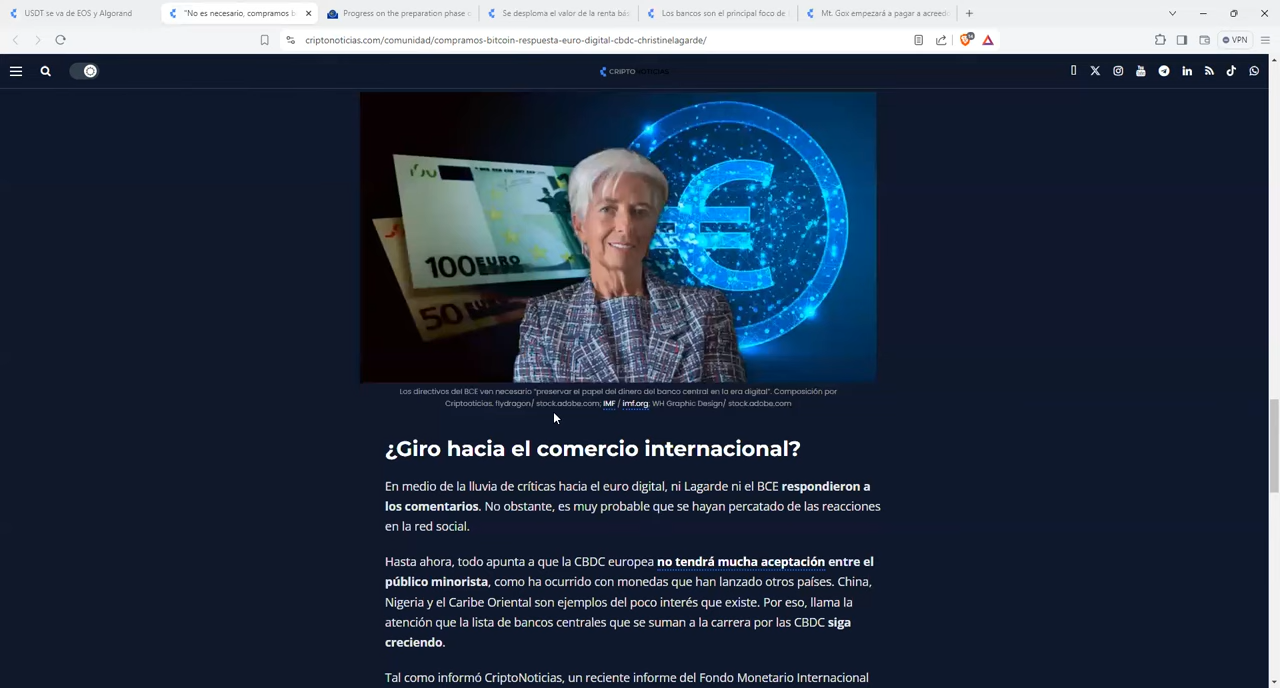 USDT se va de EOS y Algorand
"No es necesario, compramos b
Progress on the preparation phase o
Se desploma el valor de la renta bás
Los bancos son el principal foco de
Mt. Gox empezará a pagar a acreedo
criptonoticias.com/comunidad/compramos-bitcoin-respuesta-euro-digital-cbdc-christinelagarde/
VPN
CRIPTONOTICIAS
100 EURO
50
Los directivos del BCE ven necesario "preservar el papel del dinero del banco central en la era digital". Composición por
Criptooticias. flydragon/ stock.adobe.com; IMF / imf.org; WH Graphic Design/ stock.adobe.com
¿Giro hacia el comercio internacional?
En medio de la lluvia de críticas hacia el euro digital, ni Lagarde ni el BCE respondieron a
los comentarios. No obstante, es muy probable que se hayan percatado de las reacciones
en la red social.
Hasta ahora, todo apunta a que la CBDC europea no tendrá mucha aceptación entre el
público minorista, como ha ocurrido con monedas que han lanzado otros países. China,
Nigeria y el Caribe Oriental son ejemplos del poco interés que existe. Por eso, llama la
atención que la lista de bancos centrales que se suman a la carrera por las CBDC siga
creciendo.
Tal como informó CriptoNoticias, un reciente informe del Fondo Monetario Internacional